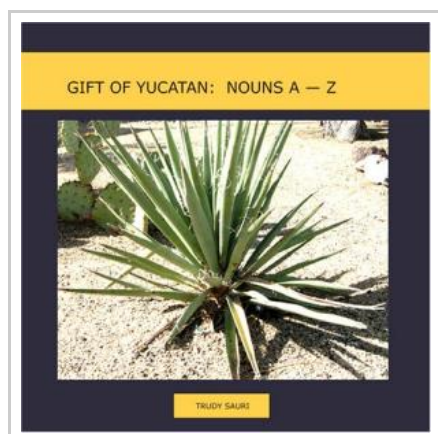 GIFT OF YUCATAN: NOUNS A — Z
TRUDY SAURI